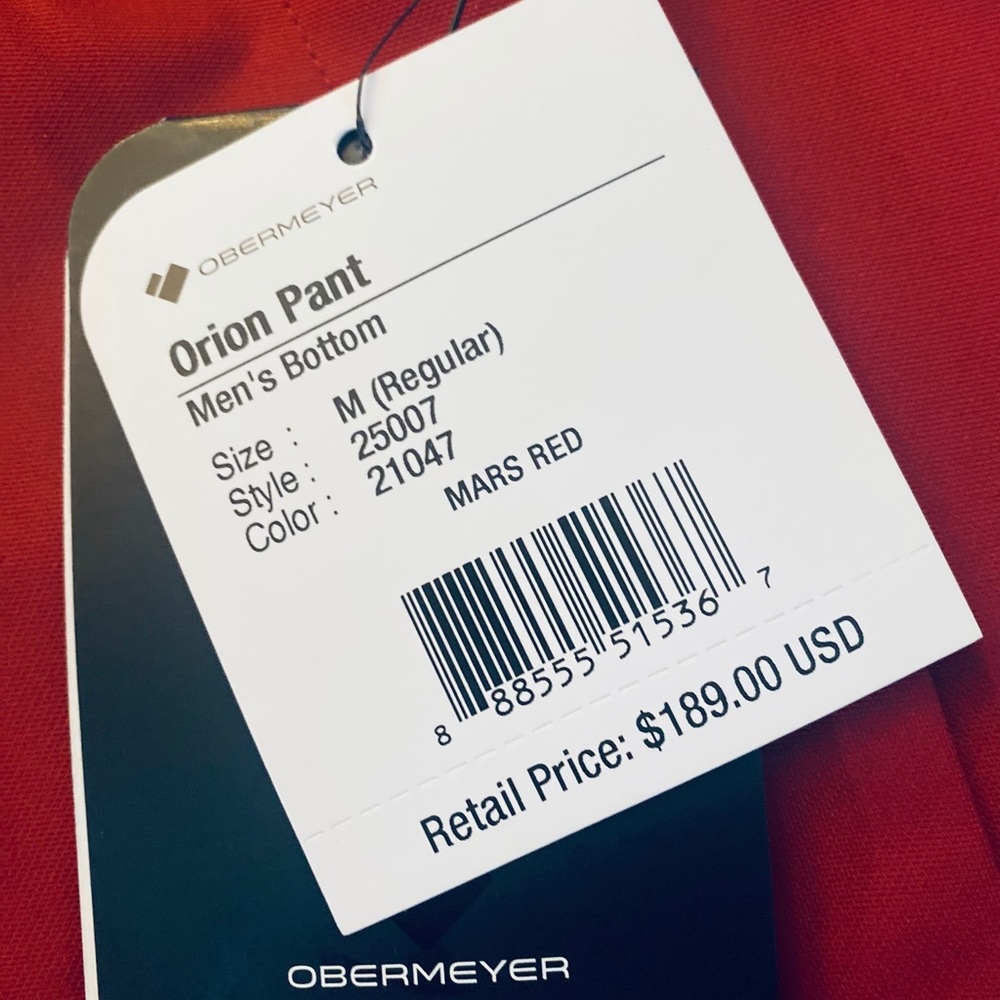 OBERMEYER
Orion Pant
Men's Bottom
Size : M (Regular)
Style : 25007
Color : 21047
MARS RED
8 88555 51536 7
Retail Price: $189.00 USD
OBERMEYER